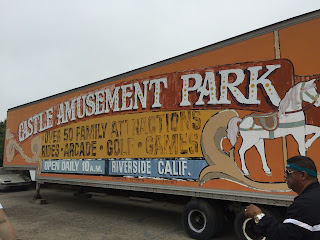 CASTLE AMUSEMENT PARK
OVER 50 FAMILY ATTRACTIONS
RIDES - ARCADE - GOLF - GAMES
OPEN DAILY 10 A.M. RIVERSIDE CALIF.